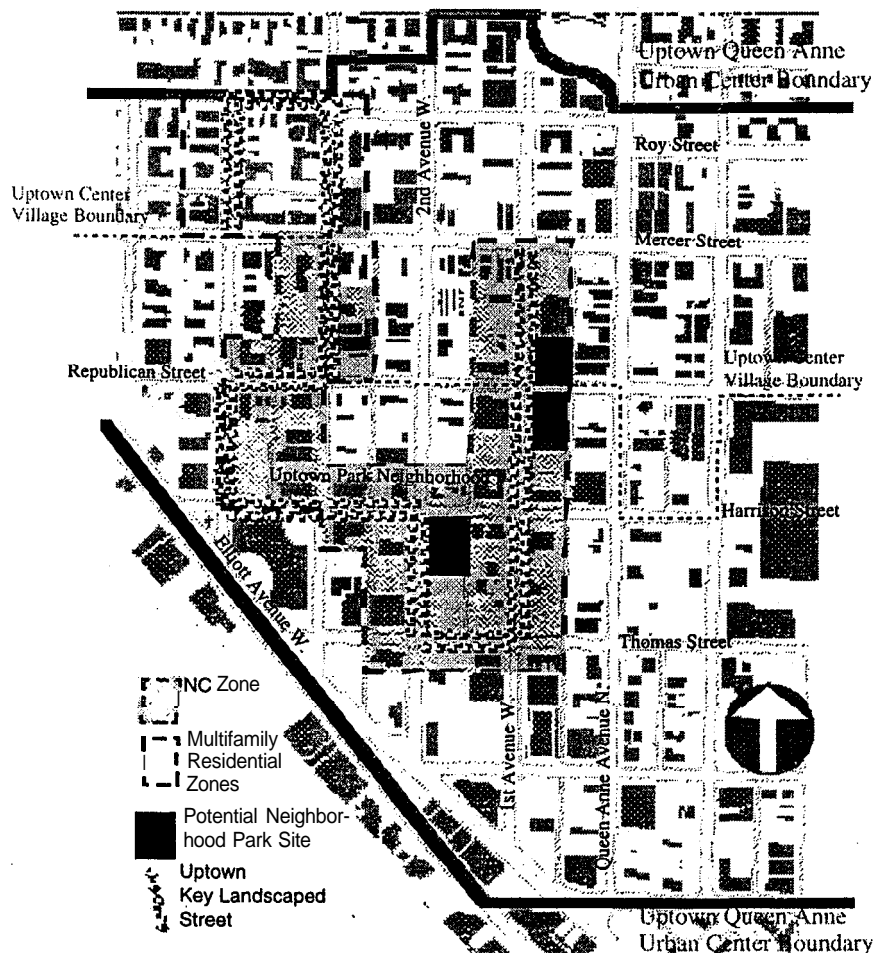 Uptown Queen Anne
Urban Center Boundary
Roy Street
2nd Avenue W.
Uptown Center
Village Boundary
Mercer Street
Uptown Center
Village Boundary
Republican Street
Uptown Park Neighborhood
Harrison Street
Elliott Avenue W.
Thomas Street
NC Zone
Multifamily
Residential
Zones
1st Avenue W.
Queen Anne Avenue N.
Potential Neighbor-
hood Park Site
Uptown
Key Landscaped
Street
Uptown Queen Anne
Urban Center Boundary